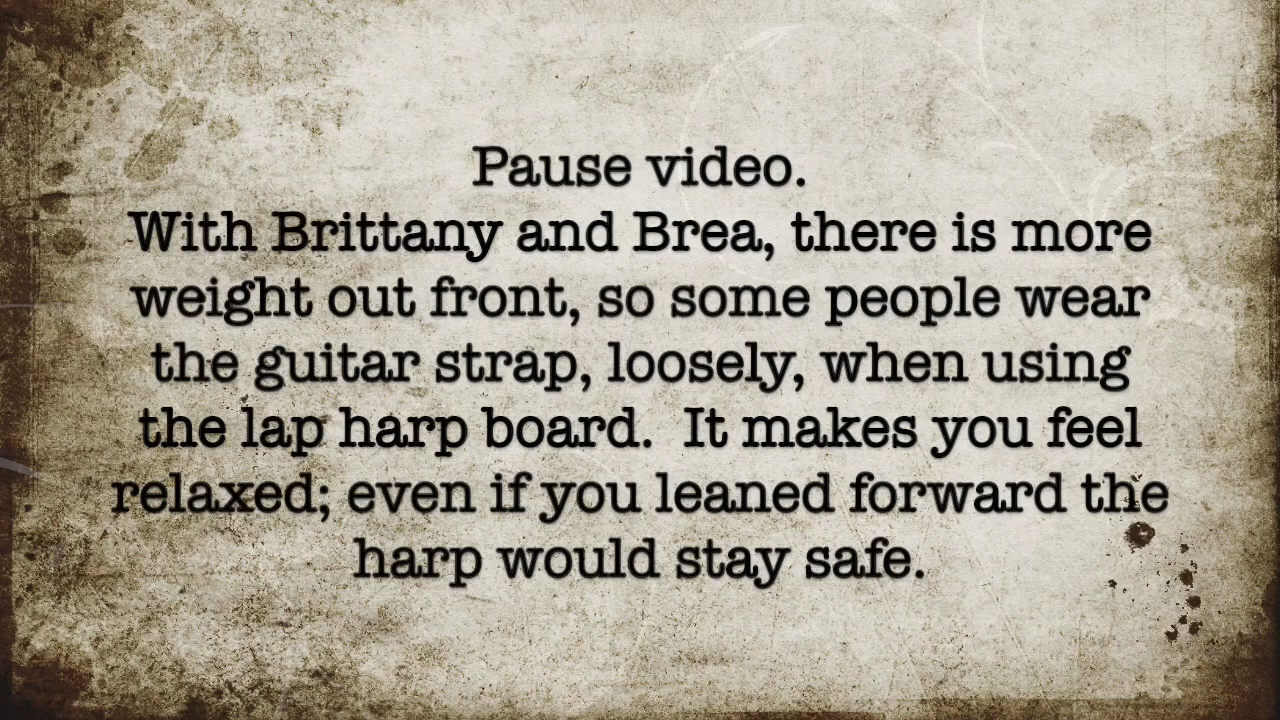 Pause video.
With Brittany and Brea, there is more
weight out front, so some people wear
the guitar strap, loosely, when using
the lap harp board.  It makes you feel
relaxed; even if you leaned forward the
harp would stay safe.